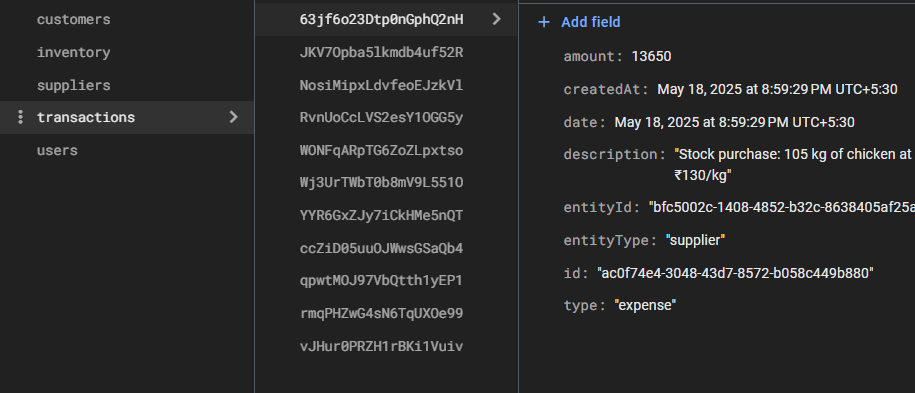 customers
inventory
suppliers
transactions
users
63jf6o23Dtp0nGphQ2nH
JKV7Opba5lkmdb4uf52R
NosiMipxLdvfeoEJzkVl
RvnUoCcLVS2esY1OGG5y
WONFqARpTG6ZoZLpxtso
Wj3UrTWbT0b8mV9L551O
YYR6GxZJy7iCkHMe5nQT
ccZiD05uuOJWwsGSaQb4
qpwtMOJ97VbQtth1yEP1
rmqPHZwG4sN6TqUXOe99
vJHur0PRZH1rBKi1Vuiv
+ Add field
amount: 13650
createdAt: May 18, 2025 at 8:59:29 PM UTC+5:30
date: May 18, 2025 at 8:59:29 PM UTC+5:30
description: "Stock purchase: 105 kg of chicken at
₹130/kg"
entityId: "bfc5002c-1408-4852-b32c-8638405af25a
entityType: "supplier"
id: "ac0f74e4-3048-43d7-8572-b058c449b880"
type: "expense"